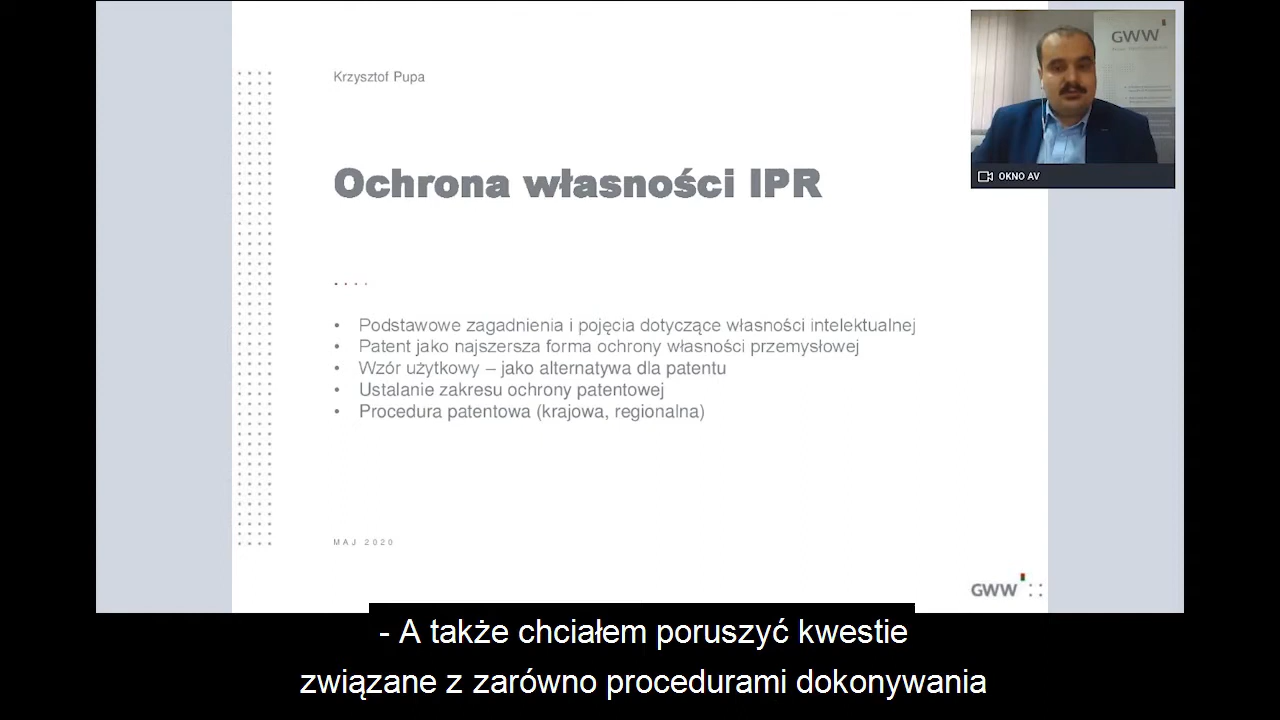 Krzysztof Pupa
GWW
Ochrona własności IPR
OKNO AV
• Podstawowe zagadnienia i pojęcia dotyczące własności intelektualnej
• Patent jako najszersza forma ochrony własności przemysłowej
• Wzór użytkowy – jako alternatywa dla patentu
• Ustalanie zakresu ochrony patentowej
• Procedura patentowa (krajowa, regionalna)
MAJ 2020
GWW
- A także chciałem poruszyć kwestie
związane z zarówno procedurami dokonywania